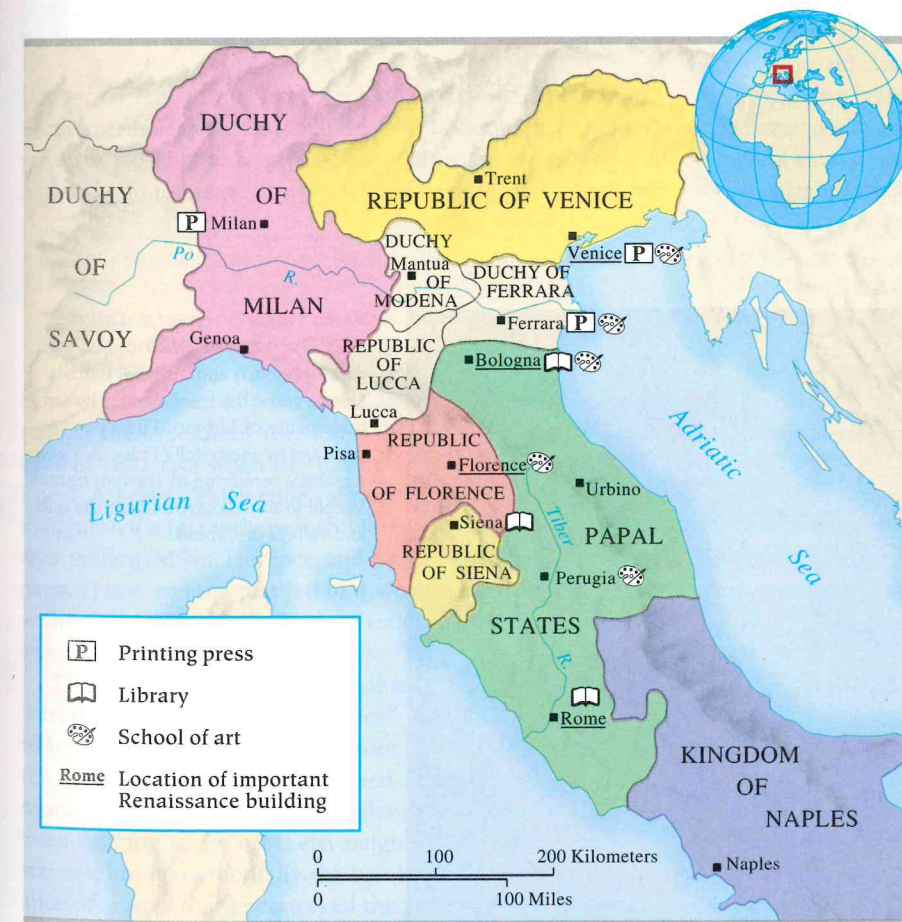 DUCHY
OF
MILAN
DUCHY
OF
SAVOY
P Milan
Po
R.
Genoa
Trent
REPUBLIC OF VENICE
Venice P
DUCHY
Mantua
OF
MODENA
DUCHY OF
FERRARA
Ferrara P
REPUBLIC
OF
LUCCA
Lucca
Bologna
Pisa
REPUBLIC
Florence
OF FLORENCE
Siena
REPUBLIC
OF SIENA
Urbino
PAPAL
Tiber
Perugia
STATES
R.
Rome
Adriatic
Sea
Ligurian Sea
KINGDOM
OF
NAPLES
Naples
P Printing press
Library
School of art
Rome Location of important
Renaissance building
0 100 200 Kilometers
0 100 Miles